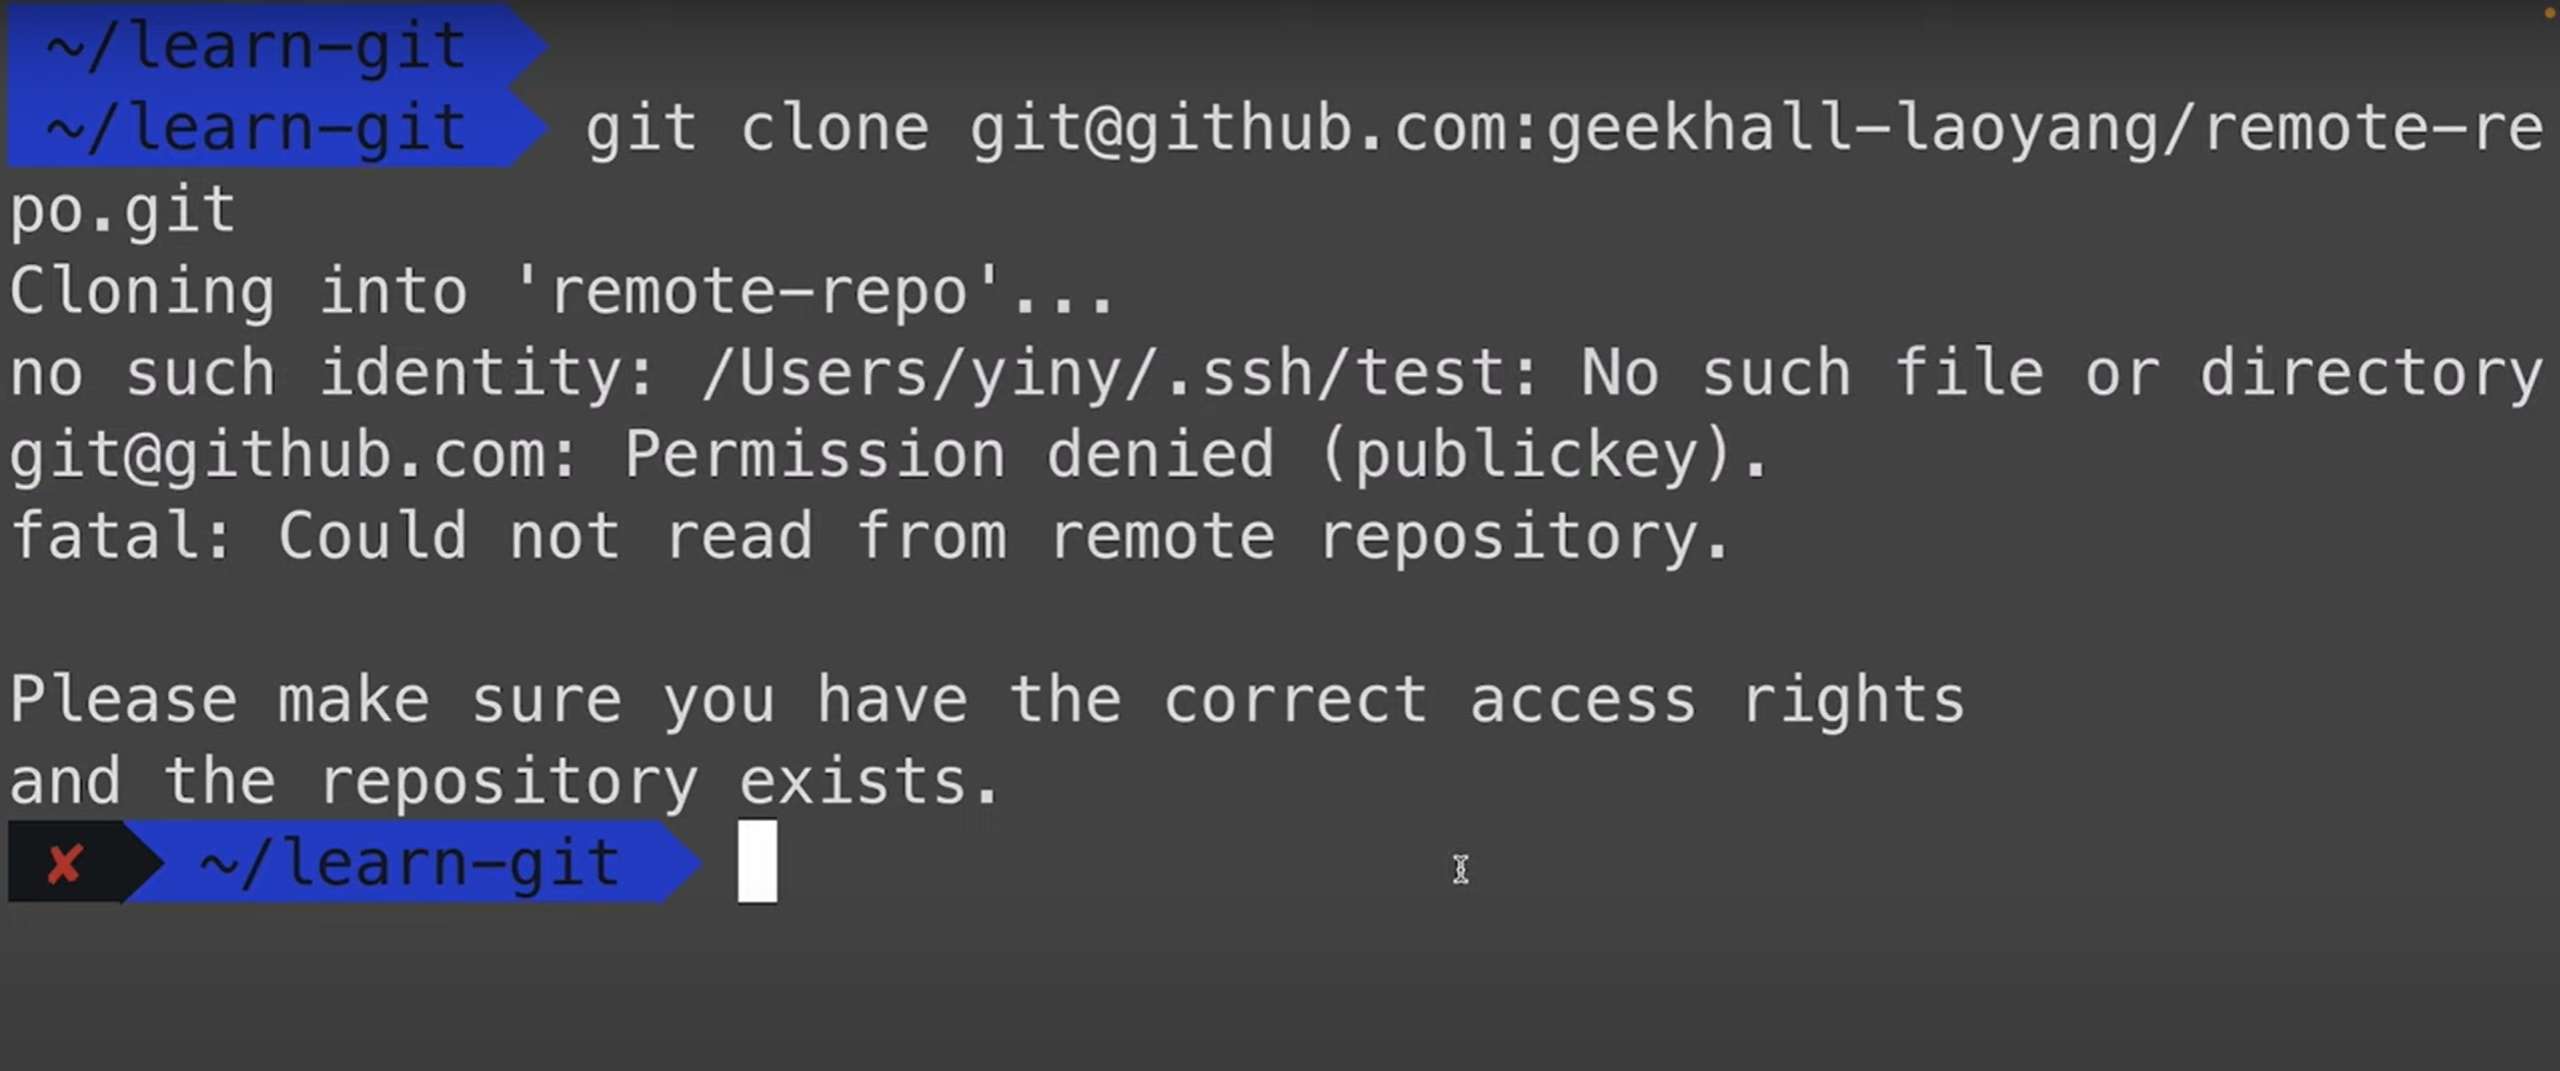 ~/learn-git
~/learn-git git clone git@github.com:geekhall-laoyang/remote-re
po.git
Cloning into 'remote-repo'...
no such identity: /Users/yiny/.ssh/test: No such file or directory
git@github.com: Permission denied (publickey).
fatal: Could not read from remote repository.
Please make sure you have the correct access rights
and the repository exists.
✘ ~/learn-git